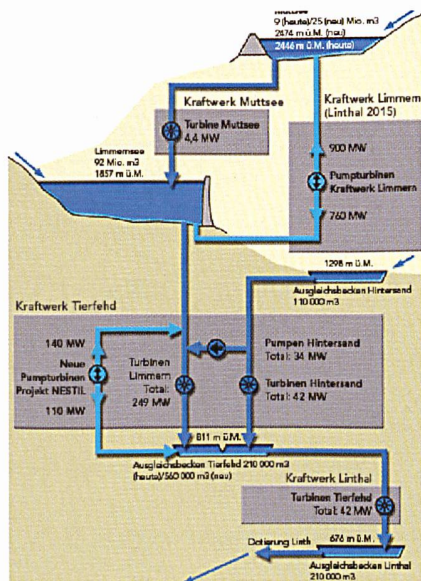 Muttsee
9 (heute)/25 (neu) Mio. m3
2474 m ü.M. (neu)
2446 m ü.M. (heute)
Kraftwerk Muttsee
Turbine Muttsee
4,4 MW
Kraftwerk Limmern
(Linthal 2015)
900 MW
Pumpturbinen
Kraftwerk Limmern
760 MW
Limmernsee
92 Mio. m3
1857 m ü.M.
1298 m ü.M.
Ausgleichsbecken Hintersand
110 000 m3
Kraftwerk Tierfehd
140 MW
Neue
Pumpturbinen
Projekt NESTIL
110 MW
Turbinen
Limmern
Total:
249 MW
Pumpen Hintersand
Total: 34 MW
Turbinen Hintersand
Total: 42 MW
811 m ü.M.
Ausgleichsbecken Tierfehd 210 000 m3
(heute)/560 000 m3 (neu)
Kraftwerk Linthal
Turbinen Tierfehd
Total: 42 MW
Dotierung Linth
676 m ü.M.
Ausgleichsbecken Linthal
210 000 m3